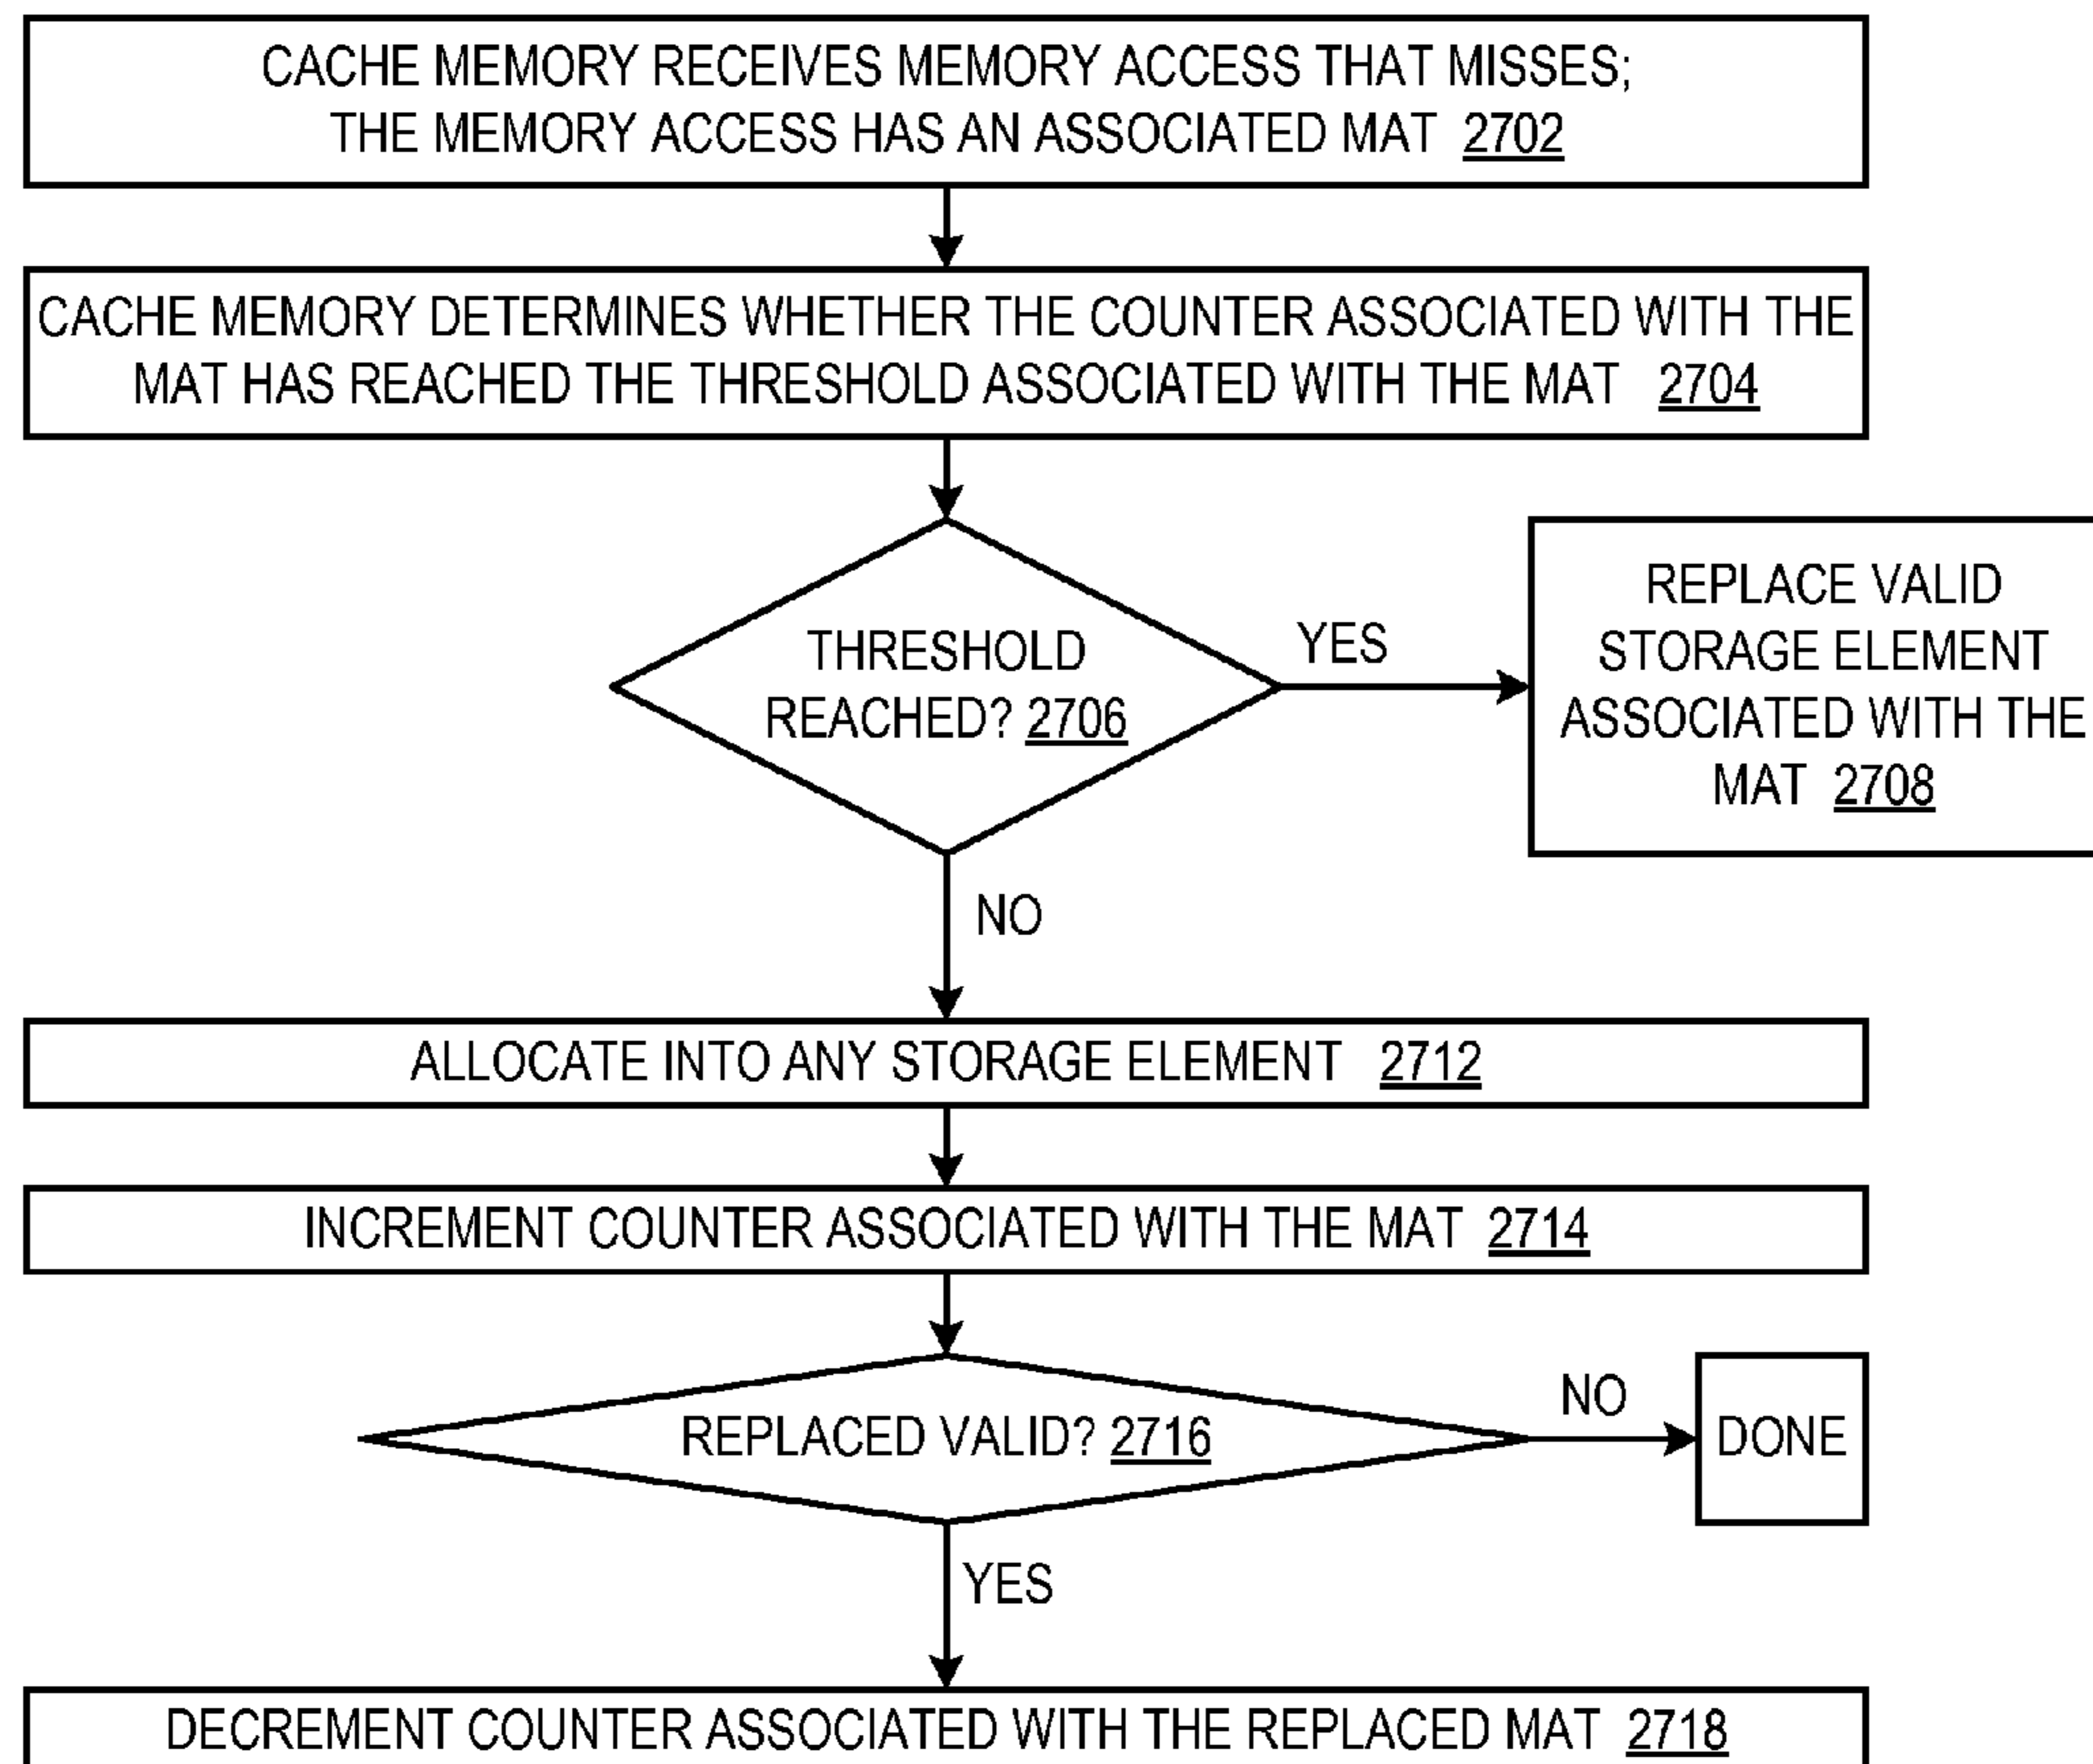 CACHE MEMORY RECEIVES MEMORY ACCESS THAT MISSES;
THE MEMORY ACCESS HAS AN ASSOCIATED MAT 2702
CACHE MEMORY DETERMINES WHETHER THE COUNTER ASSOCIATED WITH THE
MAT HAS REACHED THE THRESHOLD ASSOCIATED WITH THE MAT 2704
THRESHOLD
REACHED? 2706
YES
REPLACE VALID
STORAGE ELEMENT
ASSOCIATED WITH THE
MAT 2708
NO
ALLOCATE INTO ANY STORAGE ELEMENT 2712
INCREMENT COUNTER ASSOCIATED WITH THE MAT 2714
REPLACED VALID? 2716
NO
DONE
YES
DECREMENT COUNTER ASSOCIATED WITH THE REPLACED MAT 2718